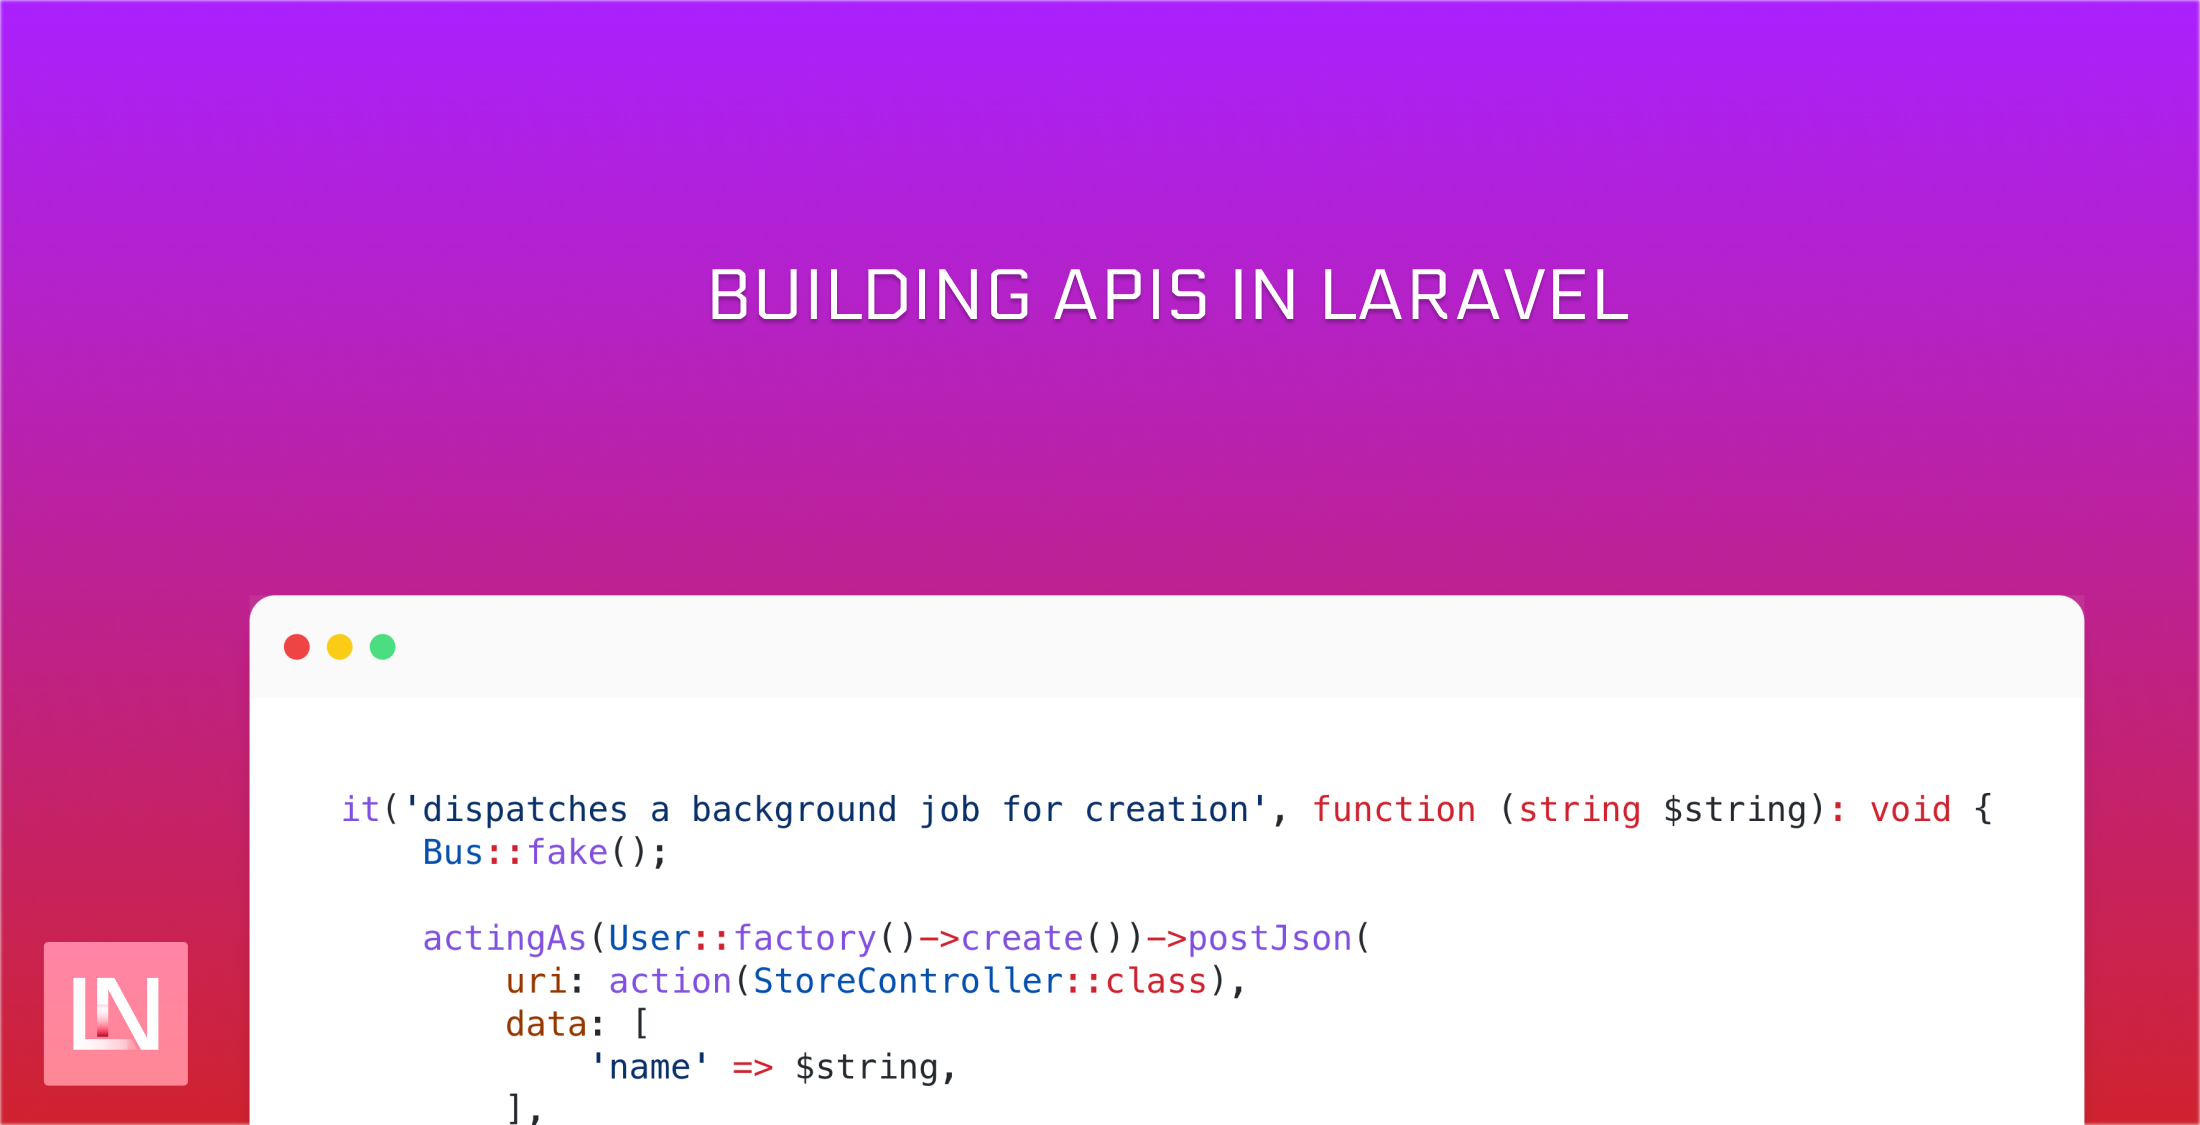 BUILDING APIS IN LARAVEL
it('dispatches a background job for creation', function (string $string): void {
    Bus::fake();
    actingAs(User::factory()->create())->postJson(
        uri: action(StoreController::class),
        data: [
            'name' => $string,
        ],
LN